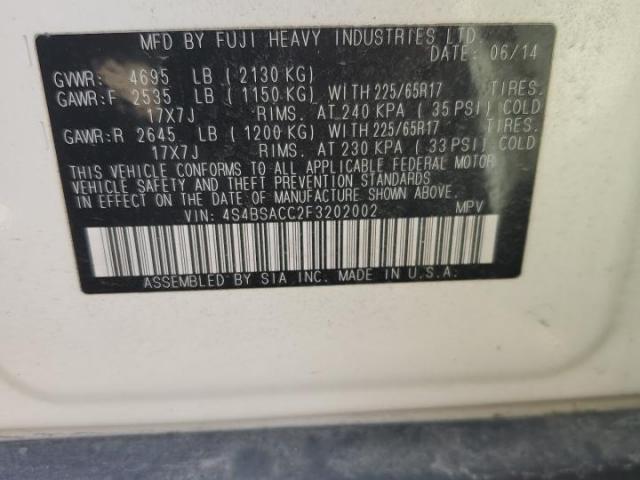 MFD BY FUJI HEAVY INDUSTRIES LTD.
DATE: 06/14
GVWR: 4695 LB (2130 KG)
GAWR:F 2535 LB (1150 KG) WITH 225/65R17 TIRES.
17X7J RIMS. AT 240 KPA (35 PSI) COLD
GAWR:R 2645 LB (1200 KG) WITH 225/65R17 TIRES.
17X7J RIMS. AT 230 KPA (33 PSI) COLD
THIS VEHICLE CONFORMS TO ALL APPLICABLE FEDERAL MOTOR
VEHICLE SAFETY AND THEFT PREVENTION STANDARDS IN EFFECT
ON THE DATE OF MANUFACTURE SHOWN ABOVE.
VIN: 4S4BSACC2F3202002 MPV
ASSEMBLED BY SIA INC. MADE IN U.S.A.